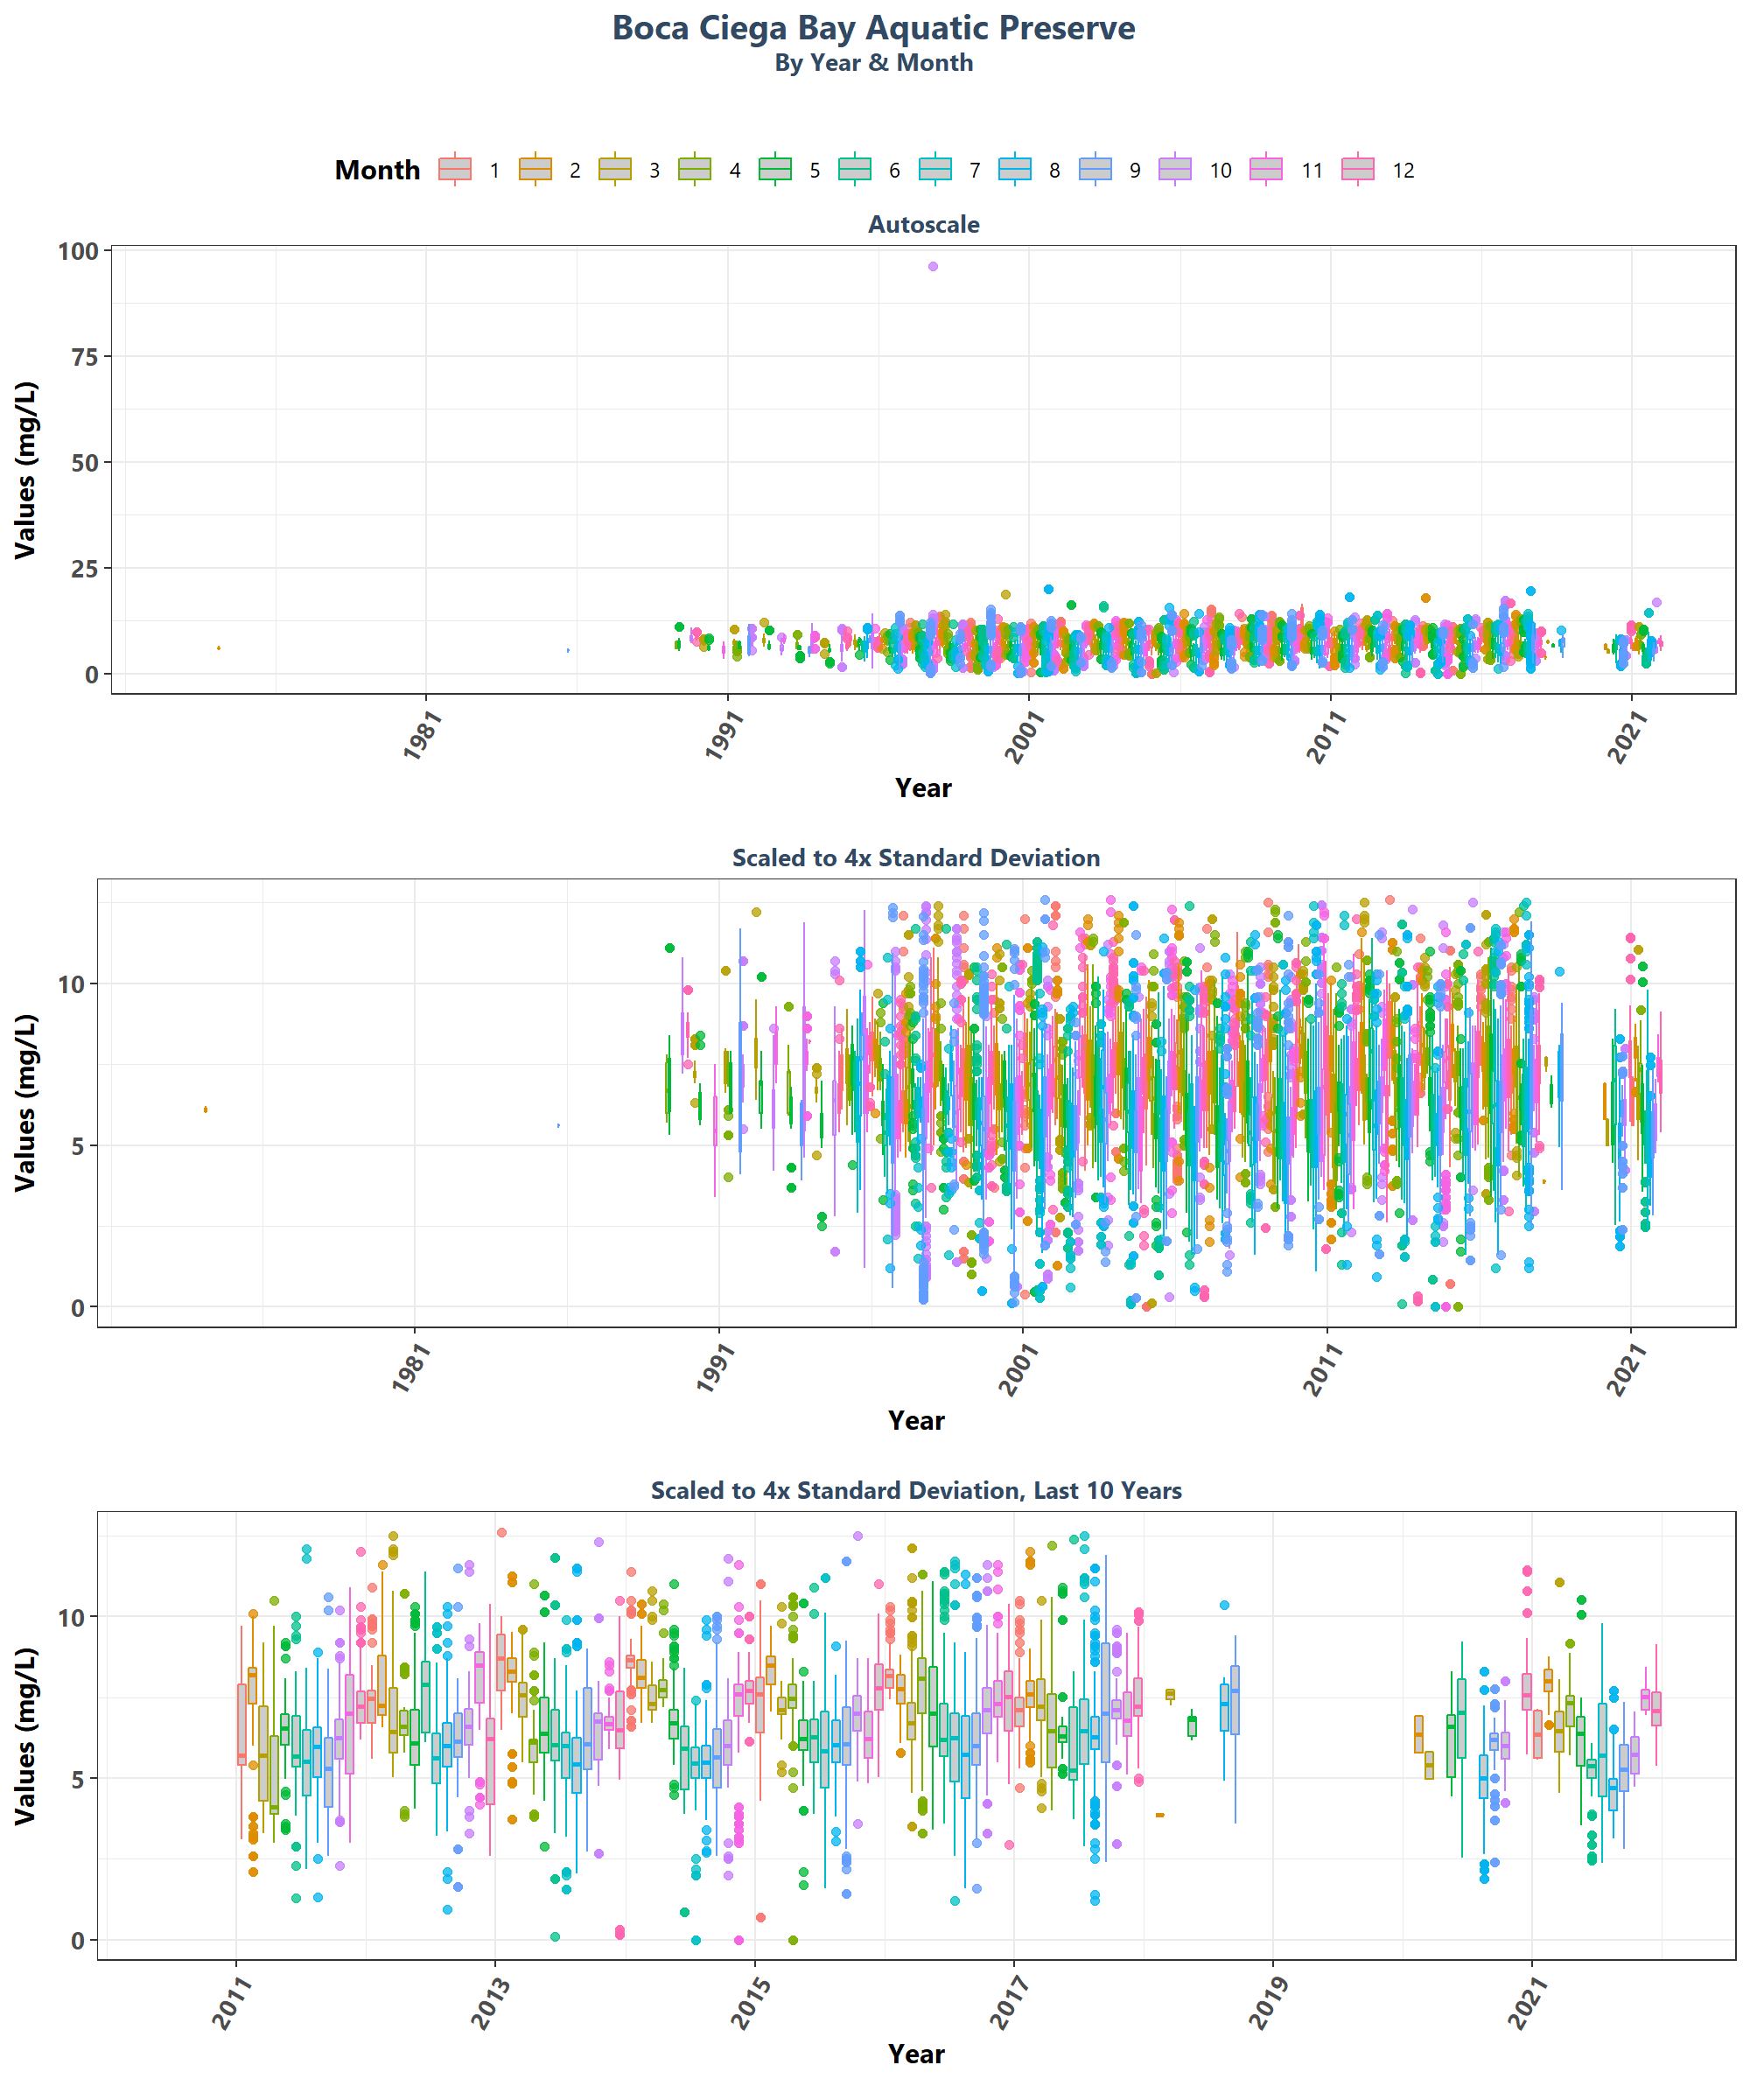 Boca Ciega Bay Aquatic Preserve
By Year & Month
Month 1 2 3 4 5 6 7 8 9 10 11 12
Autoscale
Values (mg/L)
100
75
50
25
0
1981 1991 2001 2011 2021
Year
Scaled to 4x Standard Deviation
Values (mg/L)
10
5
0
1981 1991 2001 2011 2021
Year
Scaled to 4x Standard Deviation, Last 10 Years
Values (mg/L)
10
5
0
2011 2013 2015 2017 2019 2021
Year